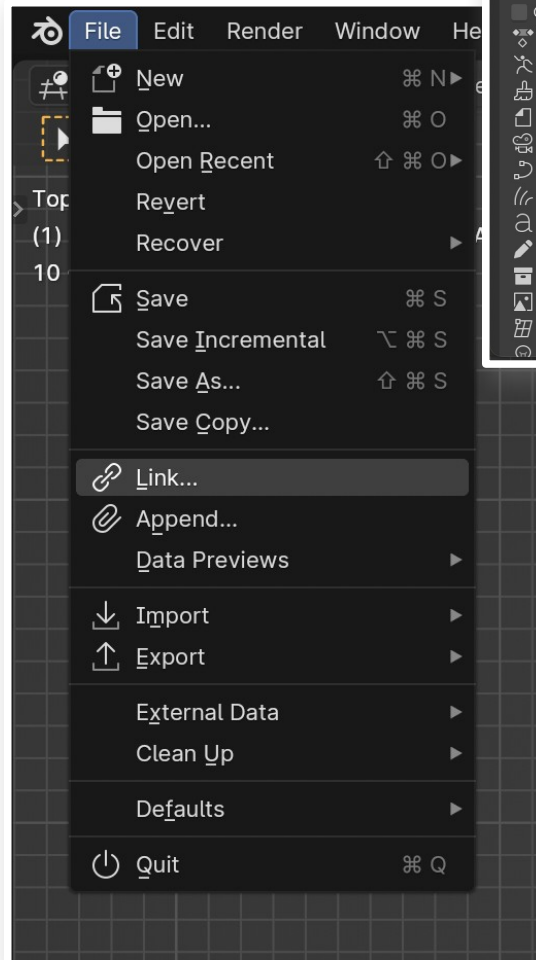 File Edit Render Window He
New ⌘ N
Open... ⌘ O
Open Recent ⇧ ⌘ O
Revert
Recover
Save ⌘ S
Save Incremental ⌥ ⌘ S
Save As... ⇧ ⌘ S
Save Copy...
Link...
Append...
Data Previews
Import
Export
External Data
Clean Up
Defaults
Quit ⌘ Q
Top
(1)
10